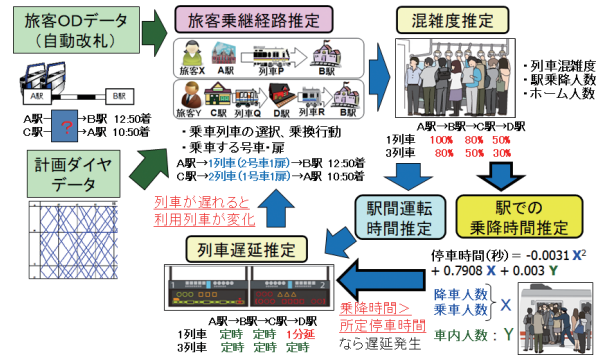 旅客ODデータ
（自動改札）
A駅
B駅
A駅→
?
→B駅 12:50着
C駅→
→A駅 10:50着
計画ダイヤ
データ
旅客乗継経路推定
旅客X
A駅
列車P
B駅
旅客Y
C駅
列車Q
D駅
列車R
B駅
・乗車列車の選択、乗換行動
・乗車する号車・扉
A駅→1列車(2号車1扉)→B駅 12:50着
C駅→2列車(1号車1扉)→A駅 10:50着
混雑度推定
・列車混雑度
・駅乗降人数
・ホーム人数
A駅→B駅→C駅→D駅
1列車 100% 80% 50%
3列車 80% 50% 30%
列車が遅れると
利用列車が変化
駅間運転
時間推定
駅での
乗降時間推定
列車遅延推定
1
2
A駅→B駅→C駅→D駅
1列車 定時 定時 1分延
3列車 定時 定時 定時
停車時間(秒) = -0.0031 X²
+ 0.7908 X + 0.003 Y
乗降時間＞
所定停車時間
なら遅延発生
降車人数
乗車人数
X
車内人数：Y